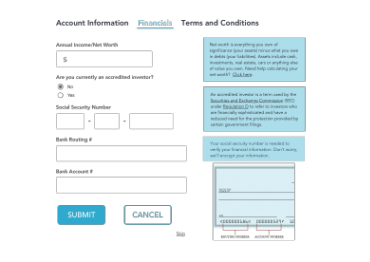 Account Information Financials Terms and Conditions
Annual Income/Net Worth
$
Are you currently an accredited investor?
No
Yes
Social Security Number
- -
Bank Routing #
Bank Account #
SUBMIT CANCEL
Net worth is everything you own of
significance (your assets) minus what you owe
in debts (your liabilities). Assets include cash,
investments, real estate, cars or anything else
of value you own. Need help calculating your
net worth? Click here.
An accredited investor is a term used by the
Securities and Exchange Commission (SEC)
under Regulation D to refer to investors who
are financially sophisticated and have a
reduced need for the protection provided by
certain government filings.
Your social security number is needed to
verify your financial information. Don't worry,
we'll encrypt your information.
ROUTING NUMBER ACCOUNT NUMBER